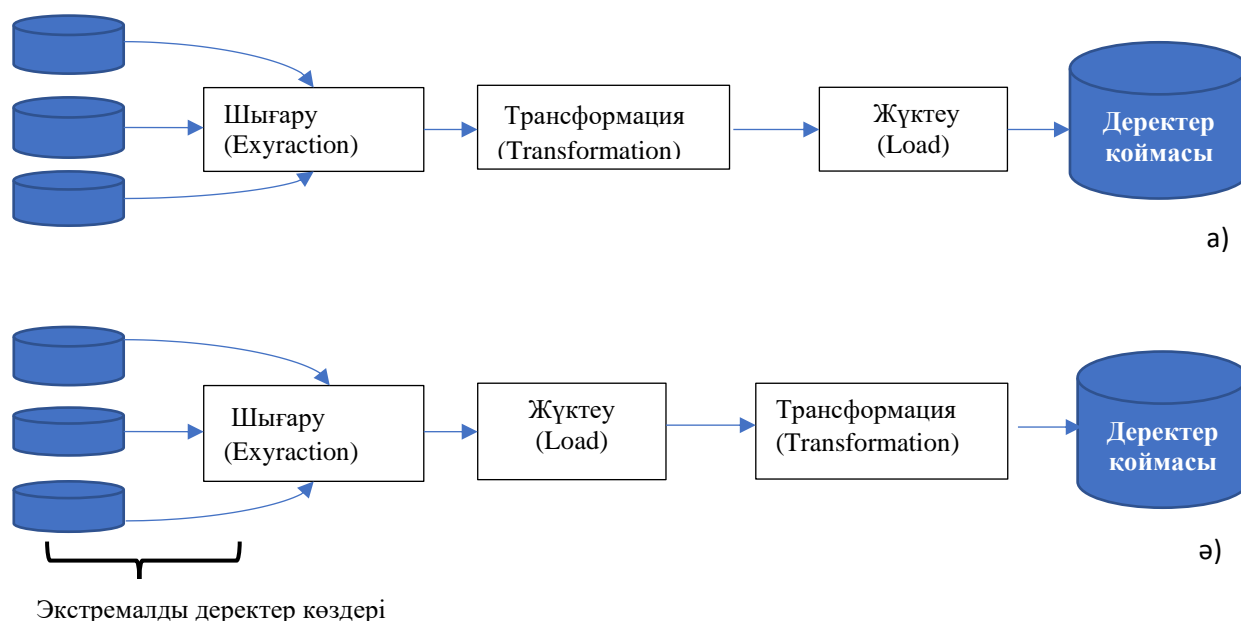 Шығару
(Exyraction)
Трансформация
(Transformation)
Жүктеу
(Load)
Деректер
коймасы
а)
Шығару
(Exyraction)
Жүктеу
(Load)
Трансформация
(Transformation)
Деректер
коймасы
ә)
Экстремалды деректер көздері